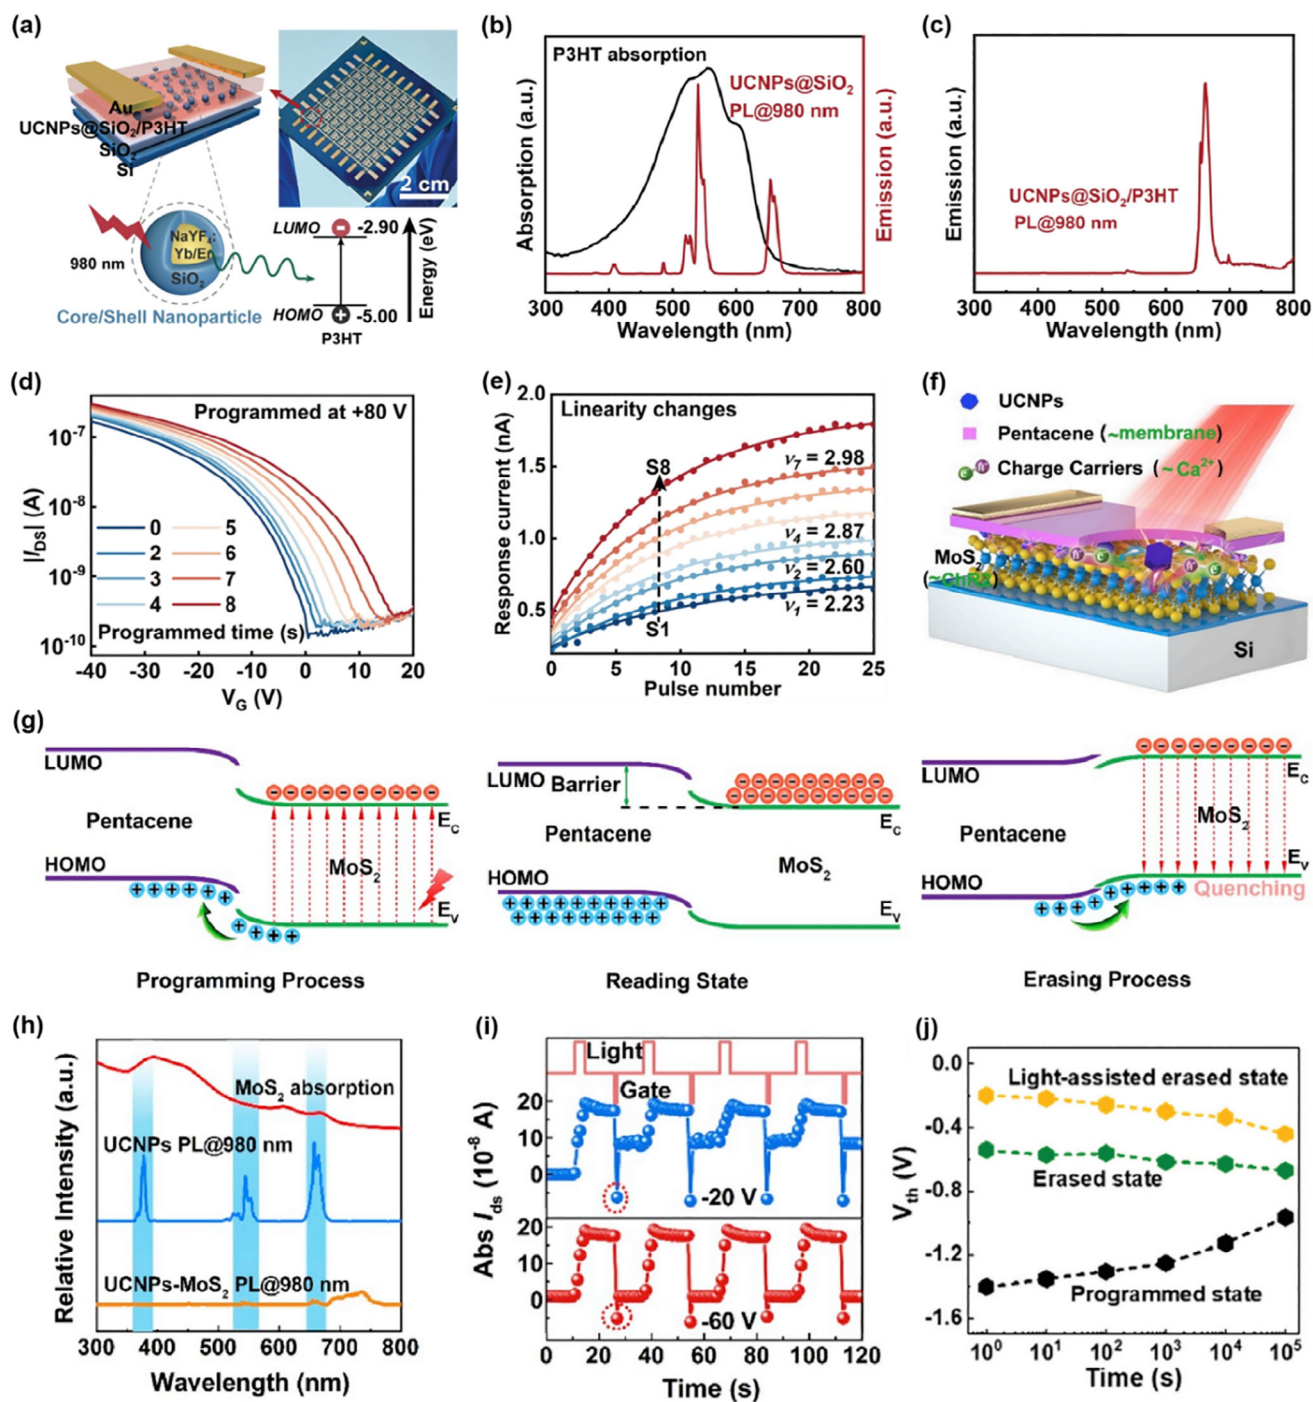 (a)
Au
UCNPs@SiO₂/P3HT
SiO₂
Si
2 cm
980 nm
NaYF₄:
Yb/Er
SiO₂
Core/Shell Nanoparticle
LUMO
-2.90
HOMO
-5.00
P3HT
Energy (eV)
(b)
P3HT absorption
UCNPs@SiO₂
PL@980 nm
Absorption (a.u.)
Emission (a.u.)
300 400 500 600 700 800
Wavelength (nm)
(c)
UCNPs@SiO₂/P3HT
PL@980 nm
Emission (a.u.)
300 400 500 600 700 800
Wavelength (nm)
(d)
Programmed at +80 V
|I_DS| (A)
10⁻⁷
10⁻⁸
10⁻⁹
10⁻¹⁰
0 5
2 6
3 7
4 8
Programmed time (s)
-40 -30 -20 -10 0 10 20
V_G (V)
(e)
Linearity changes
Response current (nA)
2.0
1.5
1.0
0.5
S8
S1
ν₇ = 2.98
ν₄ = 2.87
ν₂ = 2.60
ν₁ = 2.23
0 5 10 15 20 25
Pulse number
(f)
UCNPs
Pentacene (~membrane)
Charge Carriers (~Ca²⁺)
MoS₂
(~ChR2)
Si
(g)
LUMO
Pentacene
HOMO
E_C
MoS₂
E_V
Programming Process
LUMO
Barrier
Pentacene
HOMO
E_C
MoS₂
E_V
Reading State
LUMO
Pentacene
HOMO
E_C
MoS₂
E_V
Quenching
Erasing Process
(h)
MoS₂ absorption
UCNPs PL@980 nm
UCNPs-MoS₂ PL@980 nm
Relative Intensity (a.u.)
300 400 500 600 700 800
Wavelength (nm)
(i)
Light
Gate
Abs I_ds (10⁻⁸ A)
20
10
0
-20 V
20
10
0
-60 V
0 20 40 60 80 100 120
Time (s)
(j)
V_th (V)
0.0
-0.4
-0.8
-1.2
-1.6
Light-assisted erased state
Erased state
Programmed state
10⁰ 10¹ 10² 10³ 10⁴ 10⁵
Time (s)